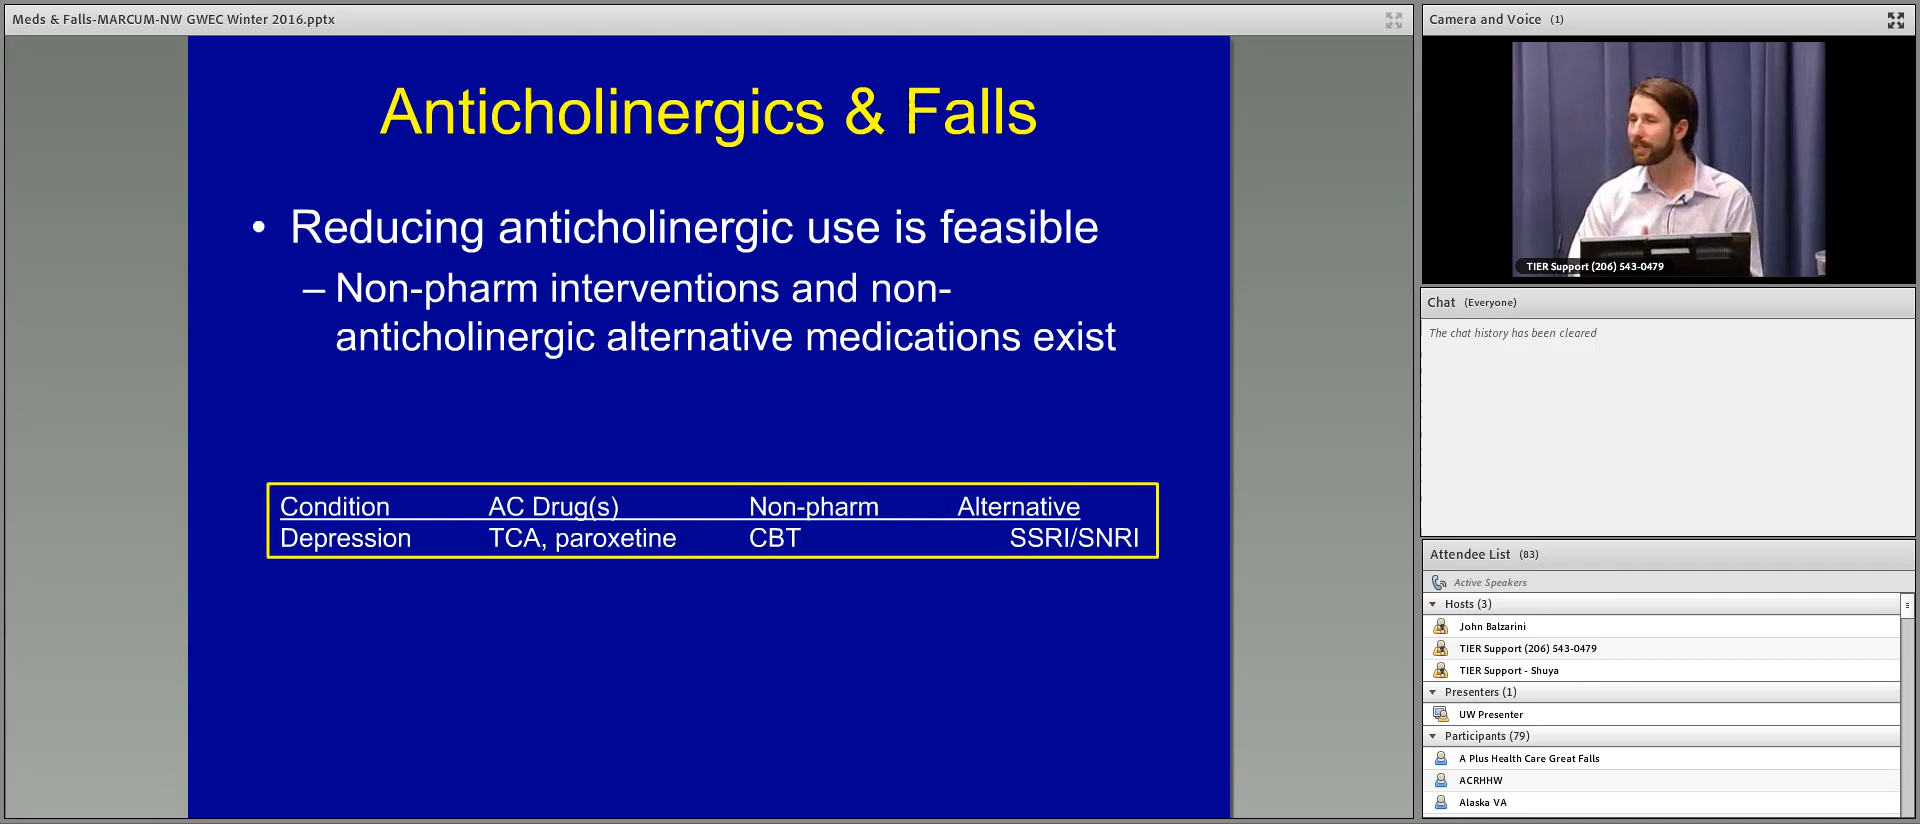 Meds & Falls-MARCUM-NW GWEC Winter 2016.pptx
Anticholinergics & Falls
• Reducing anticholinergic use is feasible
– Non-pharm interventions and non-
anticholinergic alternative medications exist
Condition AC Drug(s) Non-pharm Alternative
Depression TCA, paroxetine CBT SSRI/SNRI
Camera and Voice (1)
TIER Support (206) 543-0479
Chat (Everyone)
The chat history has been cleared
Attendee List (83)
Active Speakers
Hosts (3)
John Balzarini
TIER Support (206) 543-0479
TIER Support - Shuya
Presenters (1)
UW Presenter
Participants (79)
A Plus Health Care Great Falls
ACRHHW
Alaska VA